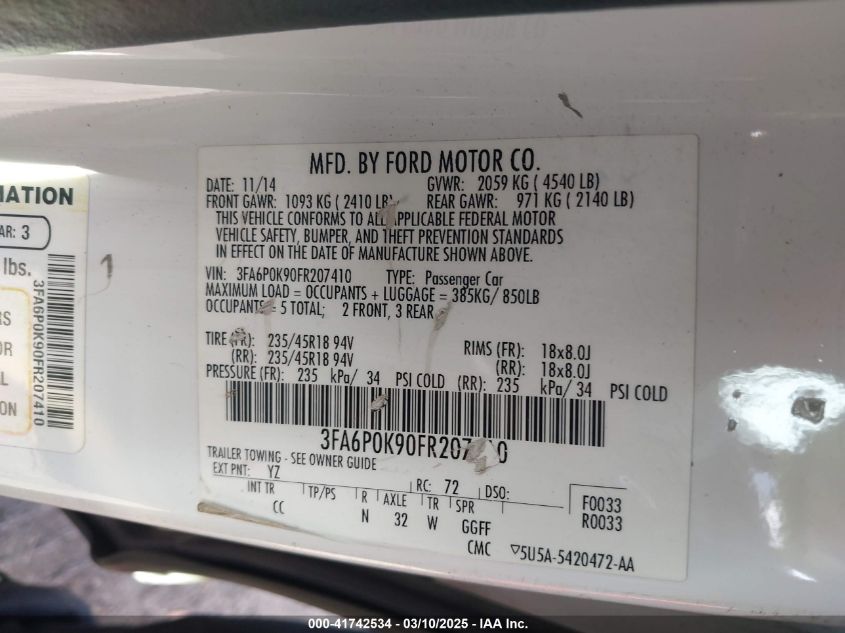 MATION
AR: 3
lbs.
RS
OR
L
ION
3FA6P0K90FR207410
1
MFD. BY FORD MOTOR CO.
DATE: 11/14 GVWR: 2059 KG ( 4540 LB)
FRONT GAWR: 1093 KG ( 2410 LB) REAR GAWR: 971 KG ( 2140 LB)
THIS VEHICLE CONFORMS TO ALL APPLICABLE FEDERAL MOTOR
VEHICLE SAFETY, BUMPER, AND THEFT PREVENTION STANDARDS
IN EFFECT ON THE DATE OF MANUFACTURE SHOWN ABOVE.
VIN: 3FA6P0K90FR207410 TYPE: Passenger Car
MAXIMUM LOAD = OCCUPANTS + LUGGAGE = 385KG/ 850LB
OCCUPANTS = 5 TOTAL; 2 FRONT, 3 REAR
TIRE (FR): 235/45R18 94V RIMS (FR): 18x8.0J
(RR): 235/45R18 94V (RR): 18x8.0J
PRESSURE (FR): 235 kPa/ 34 PSI COLD (RR): 235 kPa/ 34 PSI COLD
3FA6P0K90FR207410
TRAILER TOWING - SEE OWNER GUIDE
EXT PNT: YZ RC: 72 DSO: F0033
INT TR TP/PS R AXLE TR SPR R0033
CC N 32 W GGFF
CMC ▽5U5A-5420472-AA
000-41742534 — 03/10/2025 — IAA Inc.